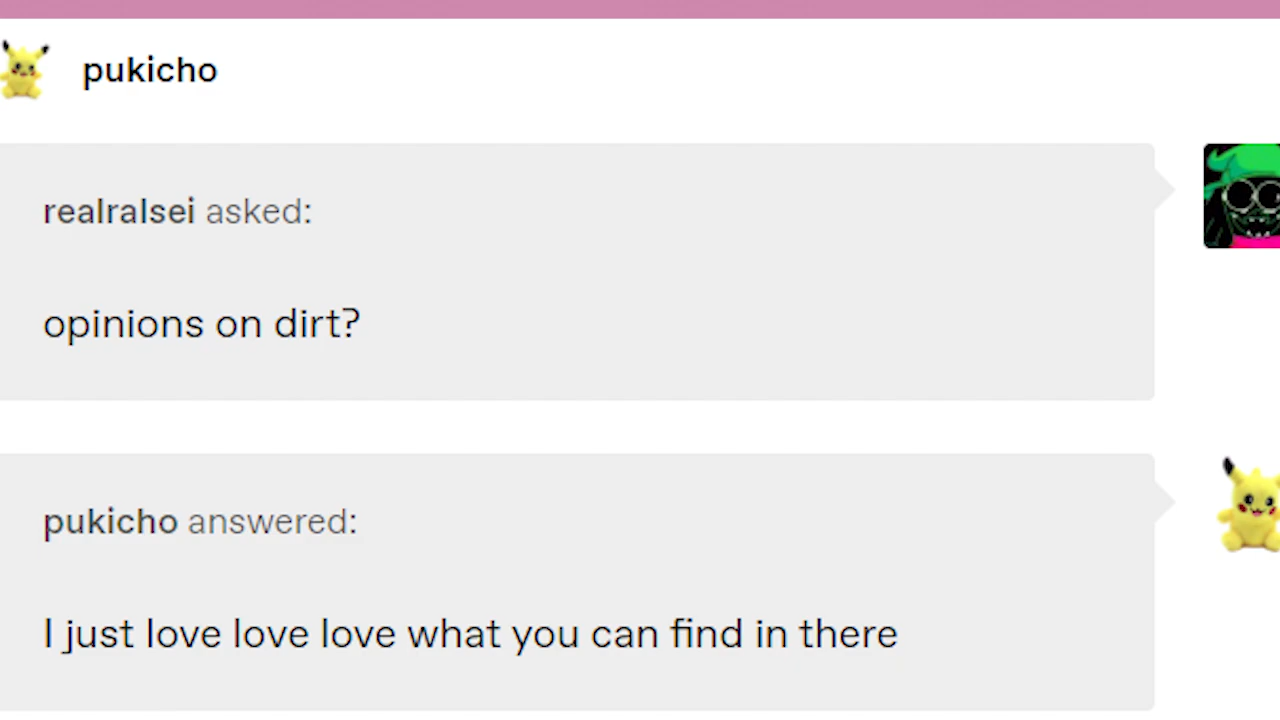 pukicho
realralsei asked:
opinions on dirt?
pukicho answered:
I just love love love what you can find in there